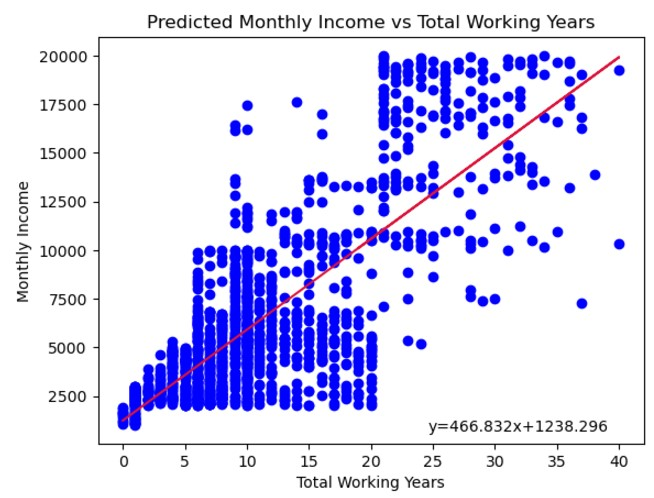 Predicted Monthly Income vs Total Working Years
20000
17500
15000
12500
10000
7500
5000
2500
Monthly Income
y=466.832x+1238.296
0 5 10 15 20 25 30 35 40
Total Working Years